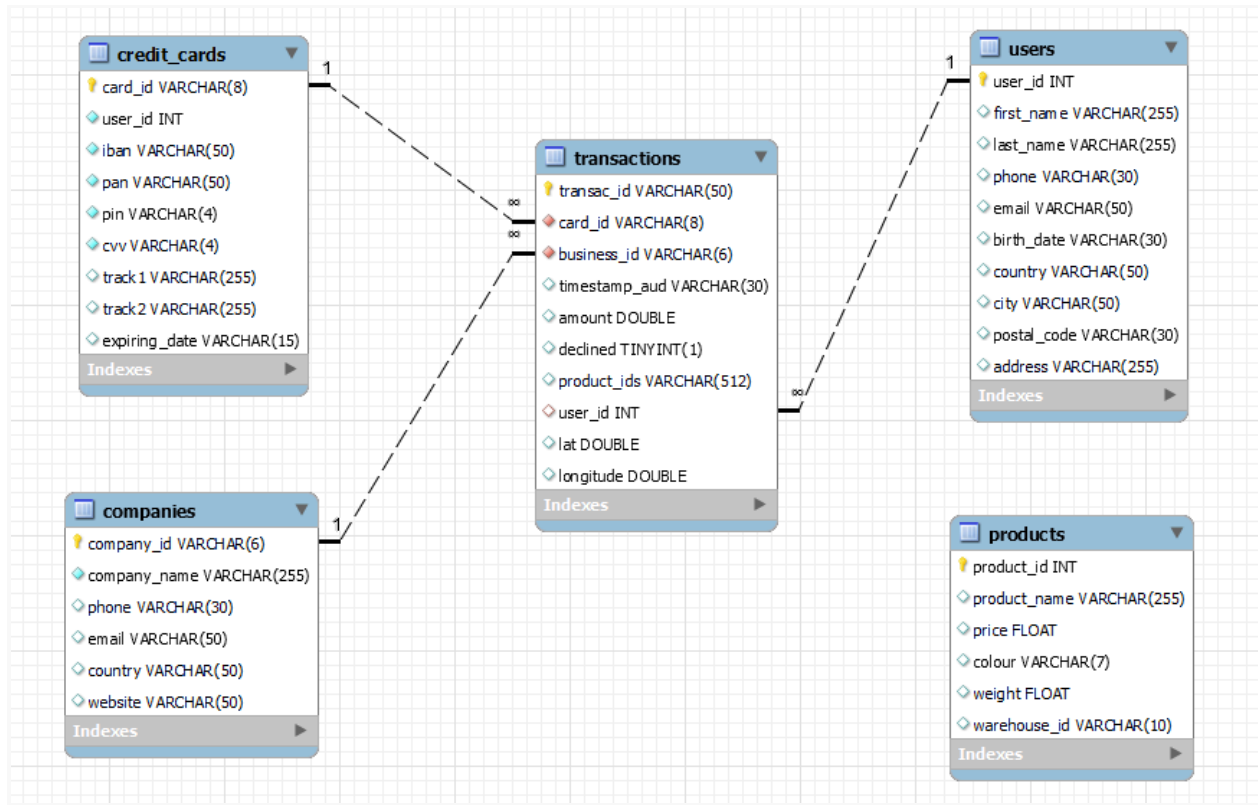 credit_cards
card_id VARCHAR(8)
user_id INT
iban VARCHAR(50)
pan VARCHAR(50)
pin VARCHAR(4)
cvv VARCHAR(4)
track1 VARCHAR(255)
track2 VARCHAR(255)
expiring_date VARCHAR(15)
Indexes
1
∞
transactions
transac_id VARCHAR(50)
card_id VARCHAR(8)
business_id VARCHAR(6)
timestamp_aud VARCHAR(30)
amount DOUBLE
declined TINYINT(1)
product_ids VARCHAR(512)
user_id INT
lat DOUBLE
longitude DOUBLE
Indexes
∞
1
∞
1
users
user_id INT
first_name VARCHAR(255)
last_name VARCHAR(255)
phone VARCHAR(30)
email VARCHAR(50)
birth_date VARCHAR(30)
country VARCHAR(50)
city VARCHAR(50)
postal_code VARCHAR(30)
address VARCHAR(255)
Indexes
companies
company_id VARCHAR(6)
company_name VARCHAR(255)
phone VARCHAR(30)
email VARCHAR(50)
country VARCHAR(50)
website VARCHAR(50)
Indexes
products
product_id INT
product_name VARCHAR(255)
price FLOAT
colour VARCHAR(7)
weight FLOAT
warehouse_id VARCHAR(10)
Indexes